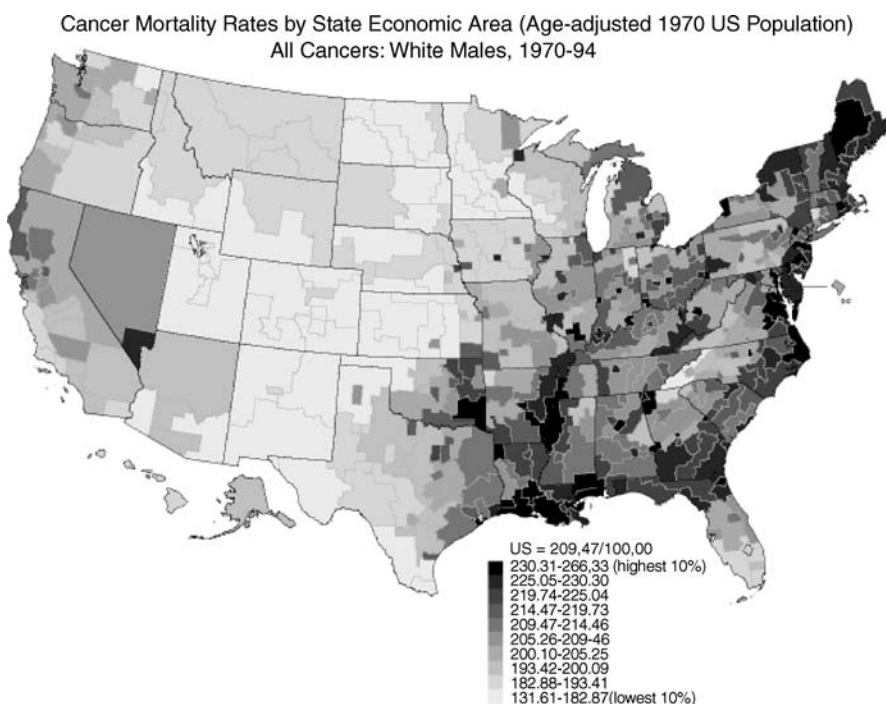 Cancer Mortality Rates by State Economic Area (Age-adjusted 1970 US Population)
All Cancers: White Males, 1970-94
DC
US = 209,47/100,00
230.31-266,33 (highest 10%)
225.05-230.30
219.74-225.04
214.47-219.73
209.47-214.46
205.26-209-46
200.10-205.25
193.42-200.09
182.88-193.41
131.61-182.87(lowest 10%)